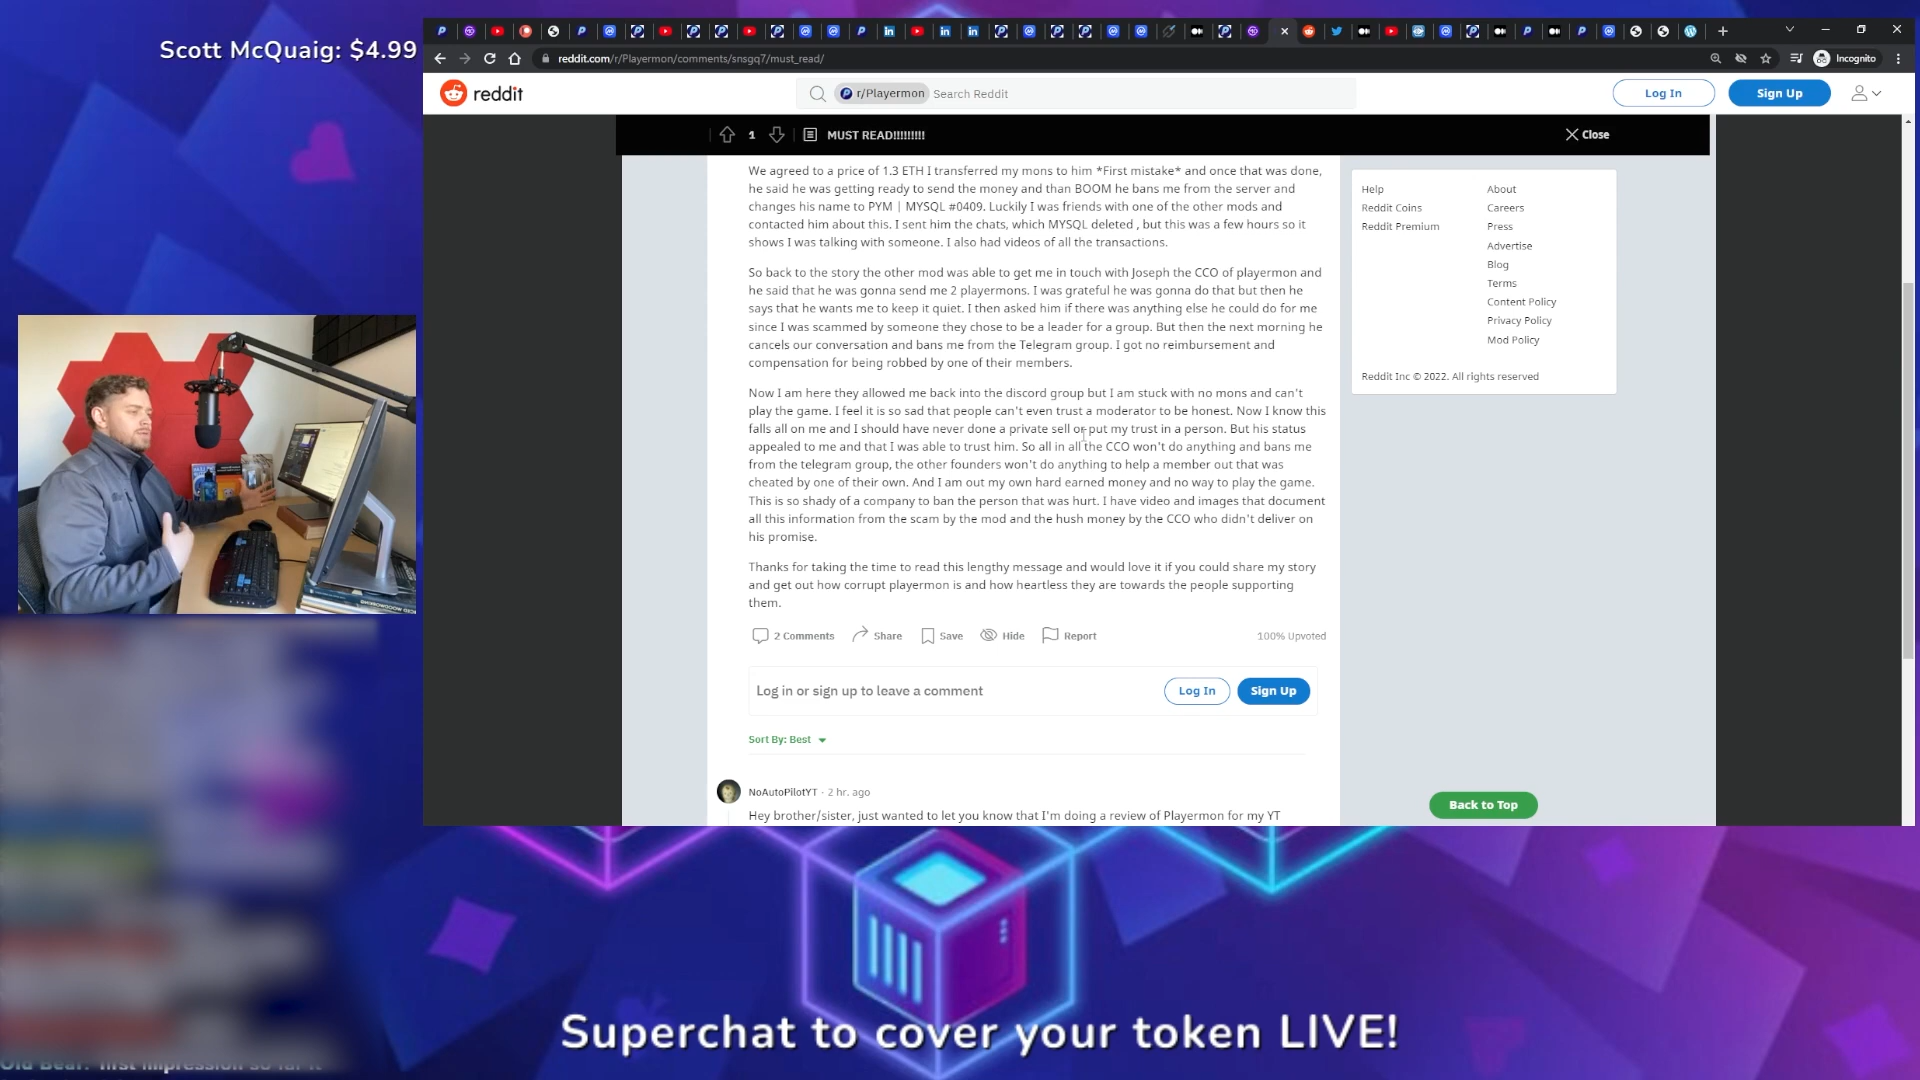 Scott McQuaig: $4.99
reddit.com/r/Playermon/comments/snsgq7/must_read/
Incognito
reddit
r/Playermon
Search Reddit
Log In
Sign Up
1
MUST READ!!!!!!!!!
Close
We agreed to a price of 1.3 ETH I transferred my mons to him *First mistake* and once that was done,
he said he was getting ready to send the money and than BOOM he bans me from the server and
changes his name to PYM | MYSQL #0409. Luckily I was friends with one of the other mods and
contacted him about this. I sent him the chats, which MYSQL deleted , but this was a few hours so it
shows I was talking with someone. I also had videos of all the transactions.
So back to the story the other mod was able to get me in touch with Joseph the CCO of playermon and
he said that he was gonna send me 2 playermons. I was grateful he was gonna do that but then he
says that he wants me to keep it quiet. I then asked him if there was anything else he could do for me
since I was scammed by someone they chose to be a leader for a group. But then the next morning he
cancels our conversation and bans me from the Telegram group. I got no reimbursement and
compensation for being robbed by one of their members.
Now I am here they allowed me back into the discord group but I am stuck with no mons and can't
play the game. I feel it is so sad that people can't even trust a moderator to be honest. Now I know this
falls all on me and I should have never done a private sell or put my trust in a person. But his status
appealed to me and that I was able to trust him. So all in all the CCO won't do anything and bans me
from the telegram group, the other founders won't do anything to help a member out that was
cheated by one of their own. And I am out my own hard earned money and no way to play the game.
This is so shady of a company to ban the person that was hurt. I have video and images that document
all this information from the scam by the mod and the hush money by the CCO who didn't deliver on
his promise.
Thanks for taking the time to read this lengthy message and would love it if you could share my story
and get out how corrupt playermon is and how heartless they are towards the people supporting
them.
2 Comments
Share
Save
Hide
Report
100% Upvoted
Log in or sign up to leave a comment
Log In
Sign Up
Sort By: Best
NoAutoPilotYT · 2 hr. ago
Hey brother/sister, just wanted to let you know that I'm doing a review of Playermon for my YT
Help
Reddit Coins
Reddit Premium
About
Careers
Press
Advertise
Blog
Terms
Content Policy
Privacy Policy
Mod Policy
Reddit Inc © 2022. All rights reserved
Back to Top
Superchat to cover your token LIVE!